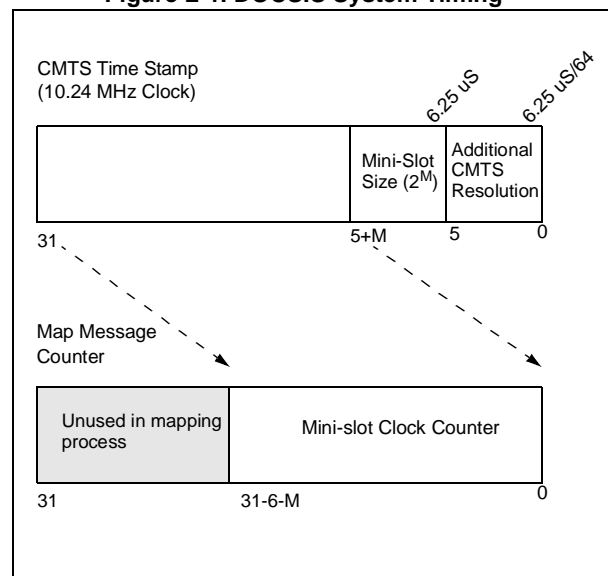 Figure 2-1. DOCSIS System Timing
CMTS Time Stamp
(10.24 MHz Clock)
6.25 uS
6.25 uS/64
Mini-Slot
Size (2^M)
Additional
CMTS
Resolution
31
5+M
5
0
Map Message
Counter
Unused in mapping
process
Mini-slot Clock Counter
31
31-6-M
0